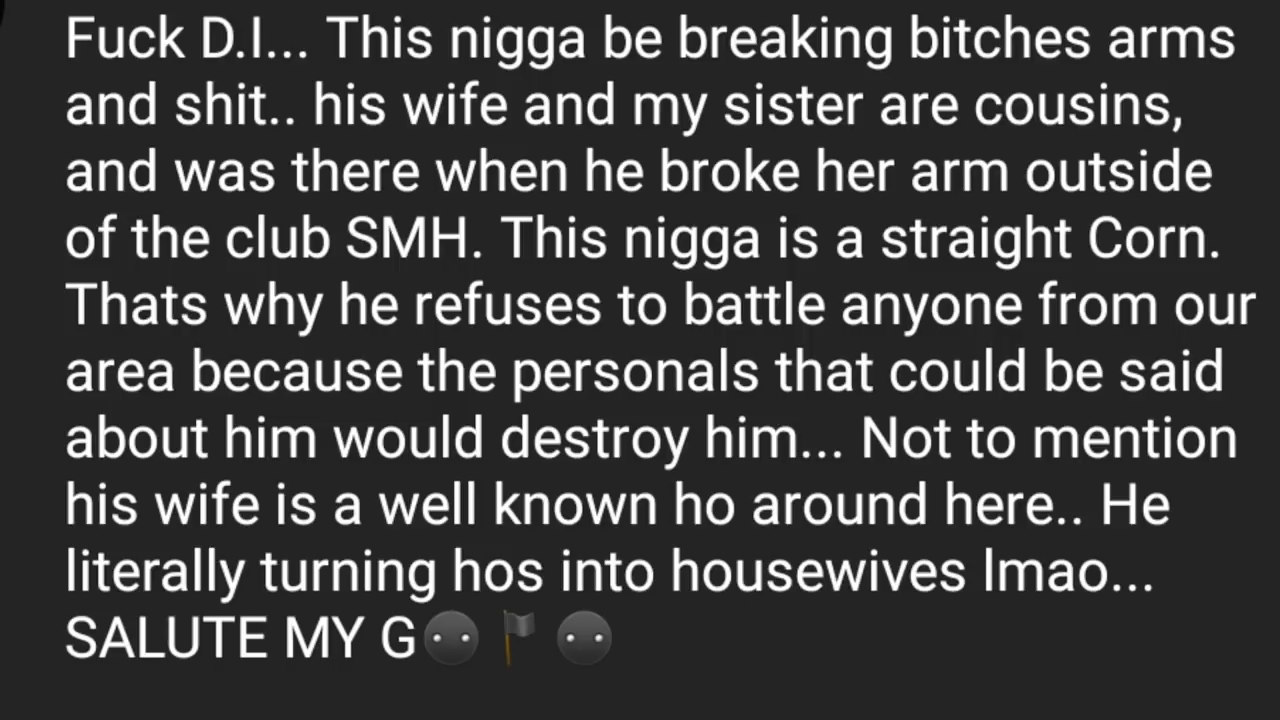 Fuck D.I... This nigga be breaking bitches arms
and shit.. his wife and my sister are cousins,
and was there when he broke her arm outside
of the club SMH. This nigga is a straight Corn.
Thats why he refuses to battle anyone from our
area because the personals that could be said
about him would destroy him... Not to mention
his wife is a well known ho around here.. He
literally turning hos into housewives lmao...
SALUTE MY G